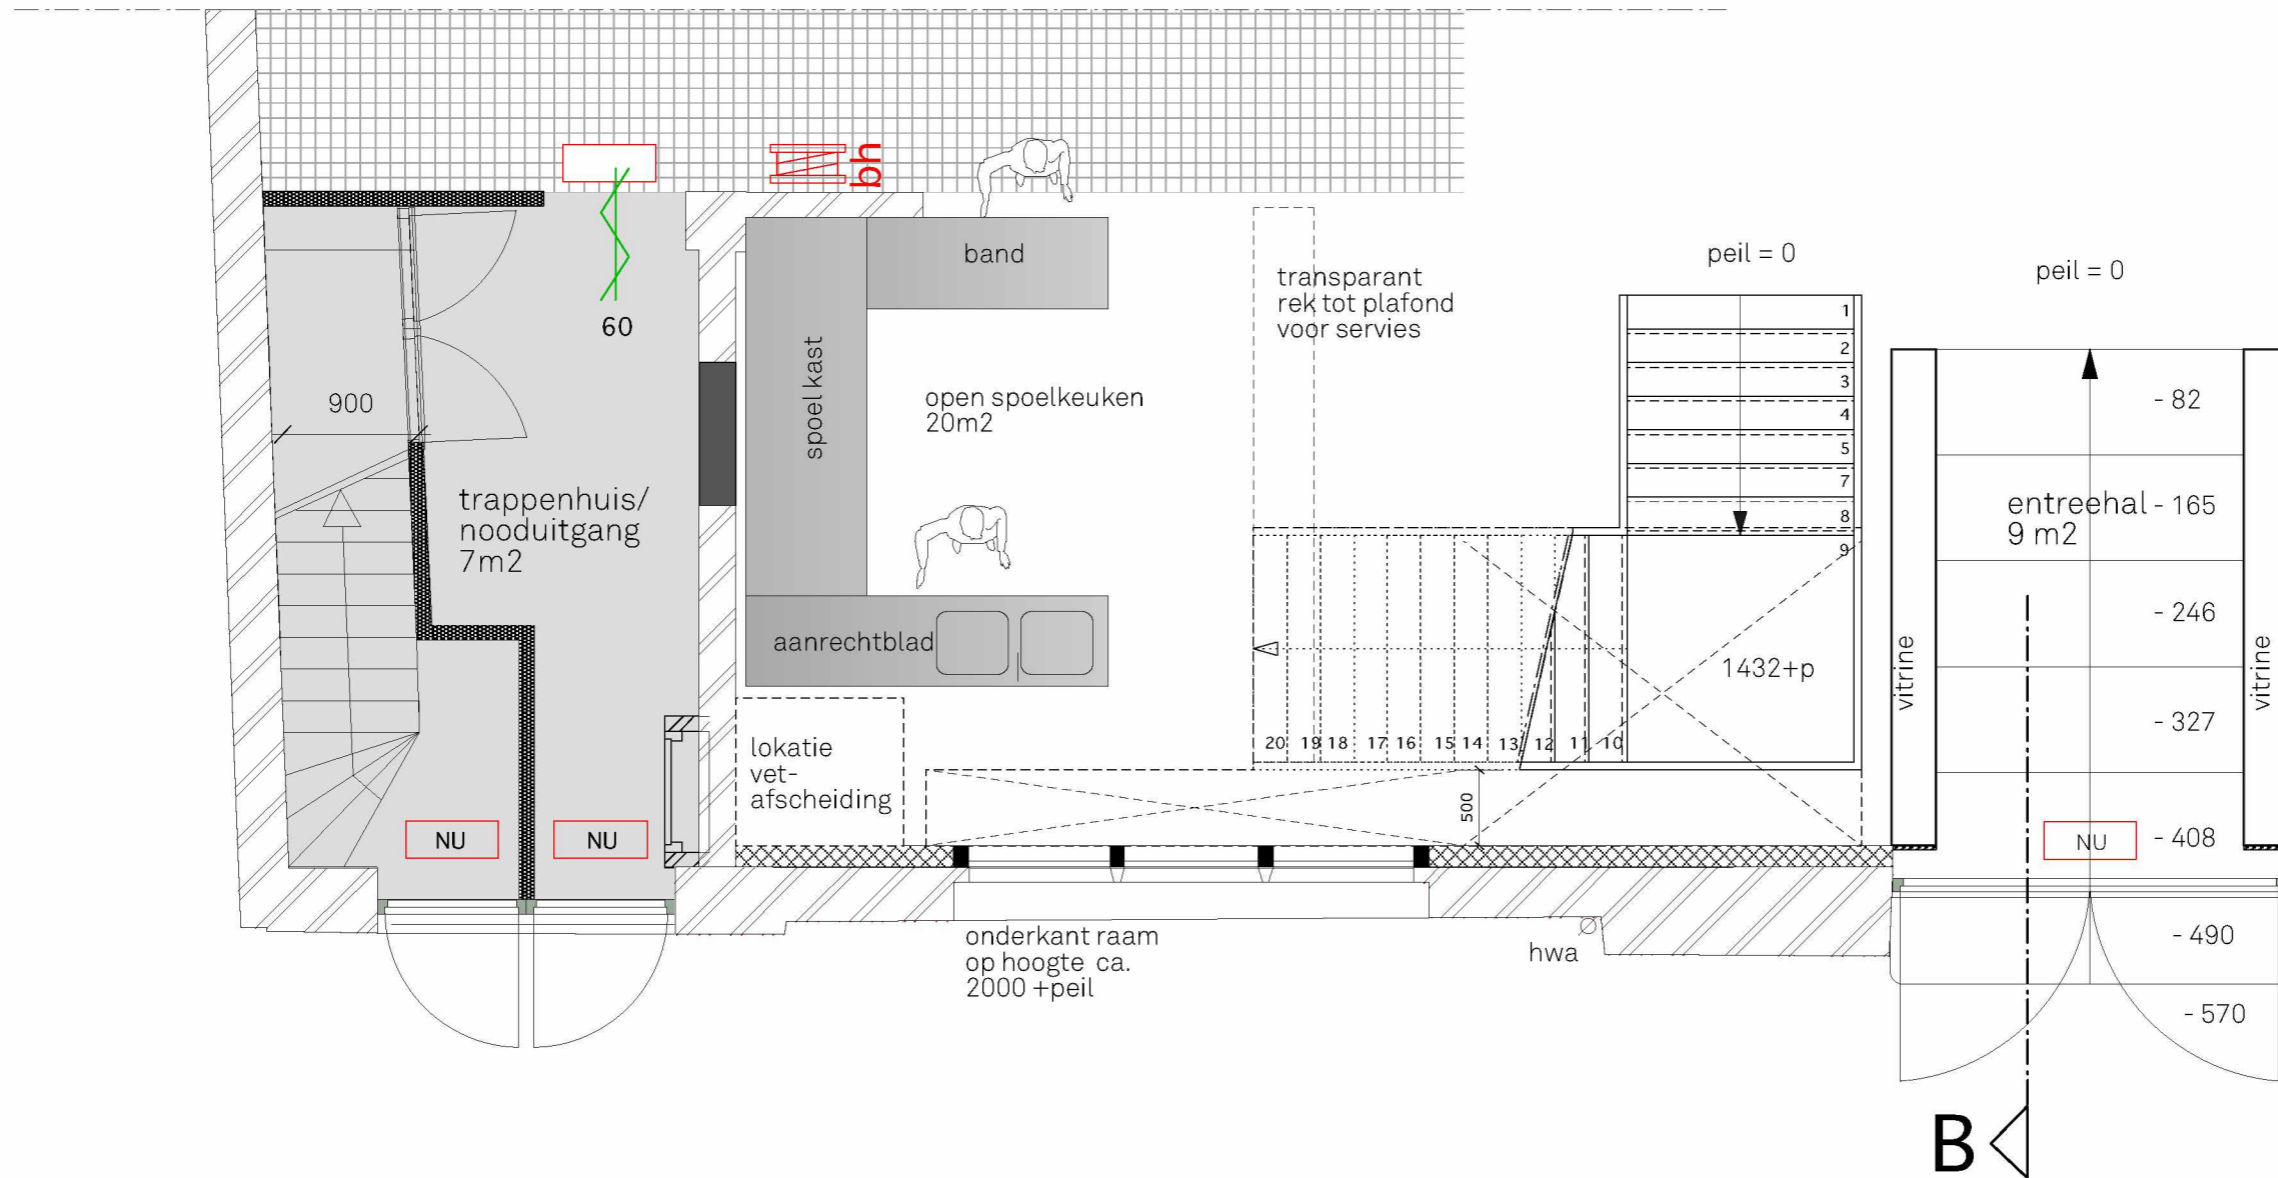 bh
band
60
spoel kast
900
trappenhuis/
nooduitgang
7m2
open spoelkeuken
20m2
aanrechtblad
transparant
rek tot plafond
voor servies
peil = 0
1
2
3
4
5
7
8
9
1432+p
20
19
18
17
16
15
14
13
12
11
10
lokatie
vet-
afscheiding
500
NU
NU
onderkant raam
op hoogte ca.
2000 +peil
hwa
peil = 0
- 82
entreehal - 165
9 m2
- 246
vitrine
vitrine
- 327
NU
- 408
- 490
- 570
B